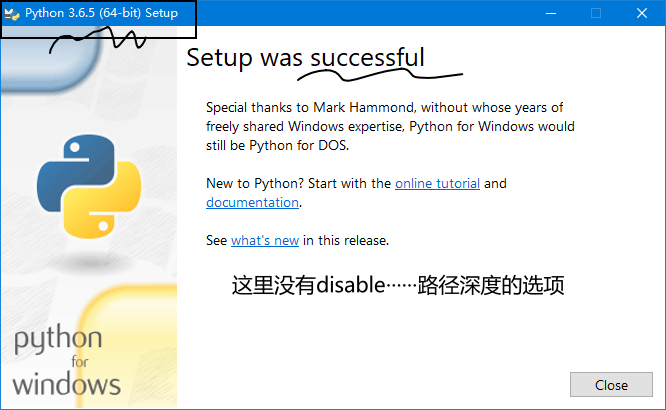 Python 3.6.5 (64-bit) Setup
Setup was successful
Special thanks to Mark Hammond, without whose years of
freely shared Windows expertise, Python for Windows would
still be Python for DOS.
New to Python? Start with the online tutorial and
documentation.
See what's new in this release.
这里没有disable······路径深度的选项
python
for
windows
Close